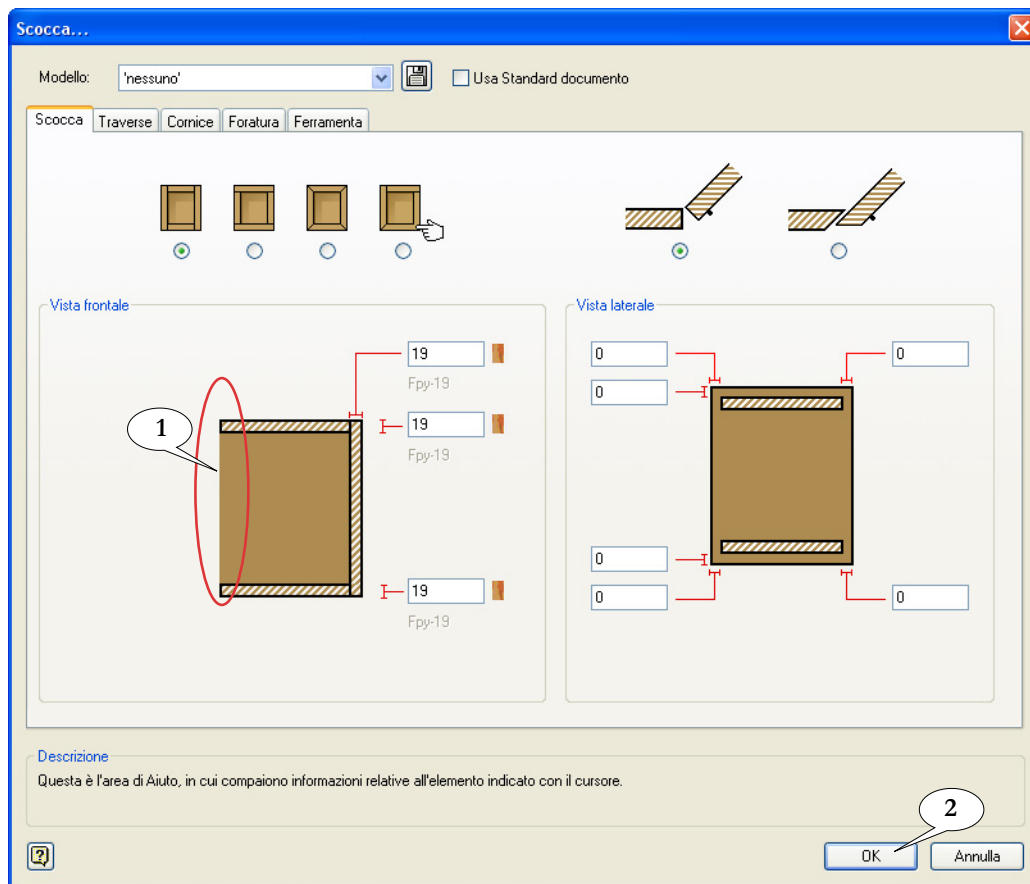 Scocca...
Modello: 'nessuno' Usa Standard documento
Scocca Traverse Cornice Foratura Ferramenta
Vista frontale
19
Fpy-19
19
Fpy-19
19
Fpy-19
1
Vista laterale
0 0
0
0
0 0
Descrizione
Questa è l'area di Aiuto, in cui compaiono informazioni relative all'elemento indicato con il cursore.
2
? OK Annulla